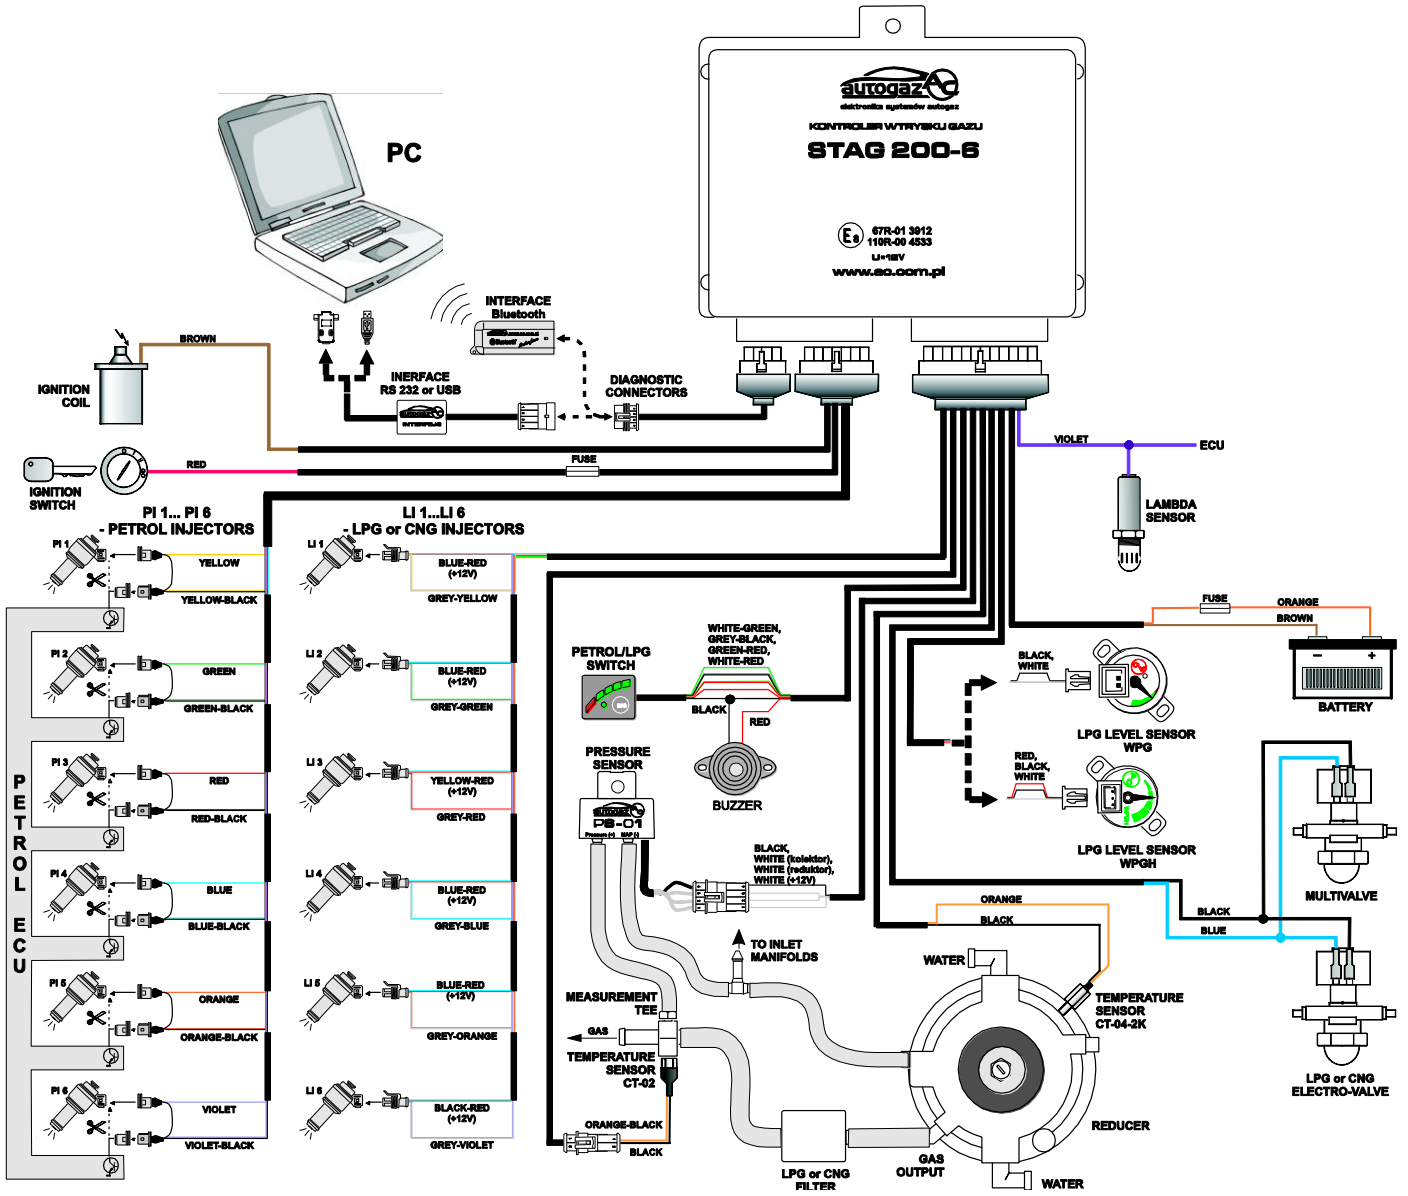 autogaz AC
elektronika systemów autogaz
KONTROLER WTRYSKU GAZU
STAG 200-6
E8 67R-01 3912
110R-00 4533
U=12V
www.ac.com.pl
PC
INTERFACE
Bluetooth
BROWN
IGNITION
COIL
INERFACE
RS 232 or USB
autogaz
INTERFEJS
DIAGNOSTIC
CONNECTORS
RED
FUSE
IGNITION
SWITCH
VIOLET
ECU
LAMBDA
SENSOR
PI 1... PI 6
- PETROL INJECTORS
LI 1...LI 6
- LPG or CNG INJECTORS
PI 1
YELLOW
YELLOW-BLACK
PI 2
GREEN
GREEN-BLACK
PI 3
RED
RED-BLACK
PI 4
BLUE
BLUE-BLACK
PI 5
ORANGE
ORANGE-BLACK
PI 6
VIOLET
VIOLET-BLACK
PETROL ECU
LI 1
BLUE-RED
(+12V)
GREY-YELLOW
LI 2
BLUE-RED
(+12V)
GREY-GREEN
LI 3
YELLOW-RED
(+12V)
GREY-RED
LI 4
BLUE-RED
(+12V)
GREY-BLUE
LI 5
BLUE-RED
(+12V)
GREY-ORANGE
LI 6
BLACK-RED
(+12V)
GREY-VIOLET
WHITE-GREEN,
GREY-BLACK,
GREEN-RED,
WHITE-RED
PETROL/LPG
SWITCH
BLACK
RED
BUZZER
PRESSURE
SENSOR
autogaz
PS-01
Pressure (+) MAP (-)
BLACK,
WHITE (kolektor),
WHITE (reduktor),
WHITE (+12V)
TO INLET
MANIFOLDS
MEASUREMENT
TEE
GAS
TEMPERATURE
SENSOR
CT-02
ORANGE-BLACK
BLACK
LPG or CNG
FILTER
GAS
OUTPUT
WATER
WATER
REDUCER
ORANGE
BLACK
TEMPERATURE
SENSOR
CT-04-2K
FUSE
ORANGE
BROWN
- +
BATTERY
BLACK,
WHITE
LPG LEVEL SENSOR
WPG
RED,
BLACK,
WHITE
WPGH
LPG LEVEL SENSOR
WPGH
MULTIVALVE
BLACK
BLUE
LPG or CNG
ELECTRO-VALVE